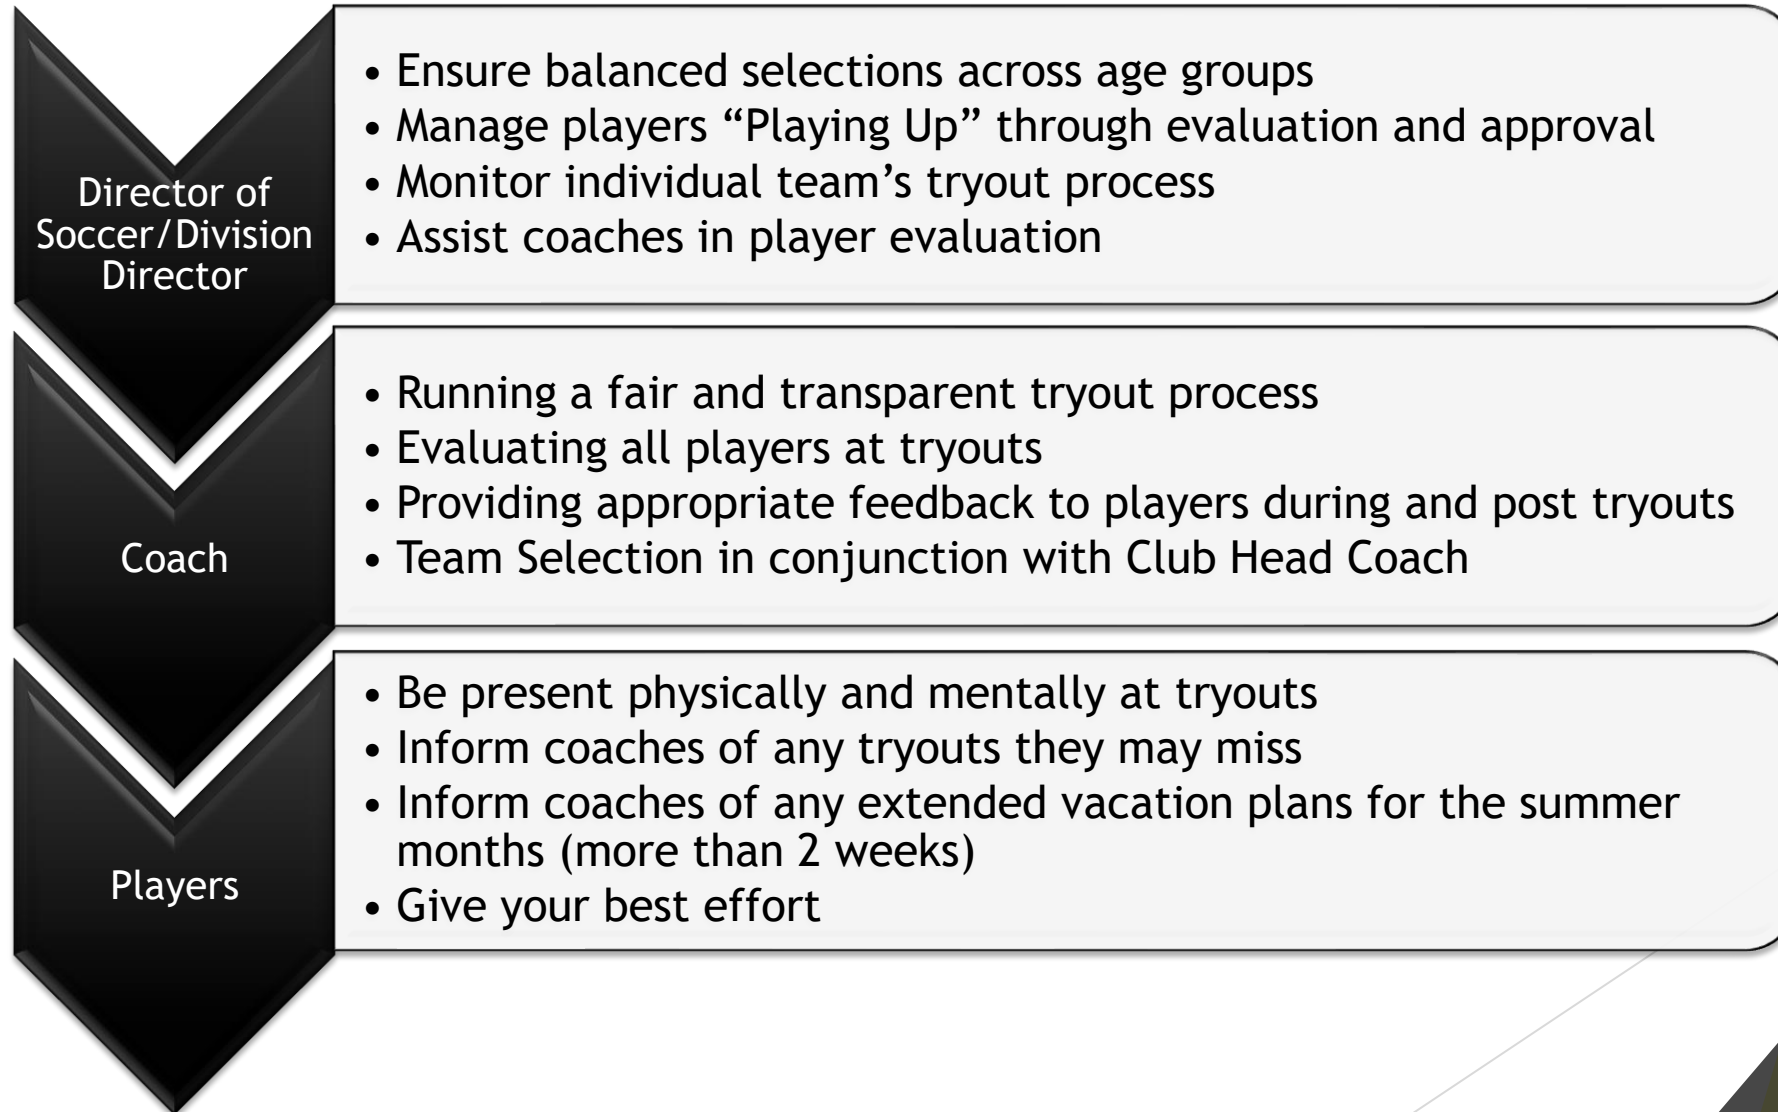 Director of
Soccer/Division
Director
• Ensure balanced selections across age groups
• Manage players “Playing Up” through evaluation and approval
• Monitor individual team’s tryout process
• Assist coaches in player evaluation
Coach
• Running a fair and transparent tryout process
• Evaluating all players at tryouts
• Providing appropriate feedback to players during and post tryouts
• Team Selection in conjunction with Club Head Coach
Players
• Be present physically and mentally at tryouts
• Inform coaches of any tryouts they may miss
• Inform coaches of any extended vacation plans for the summer
months (more than 2 weeks)
• Give your best effort